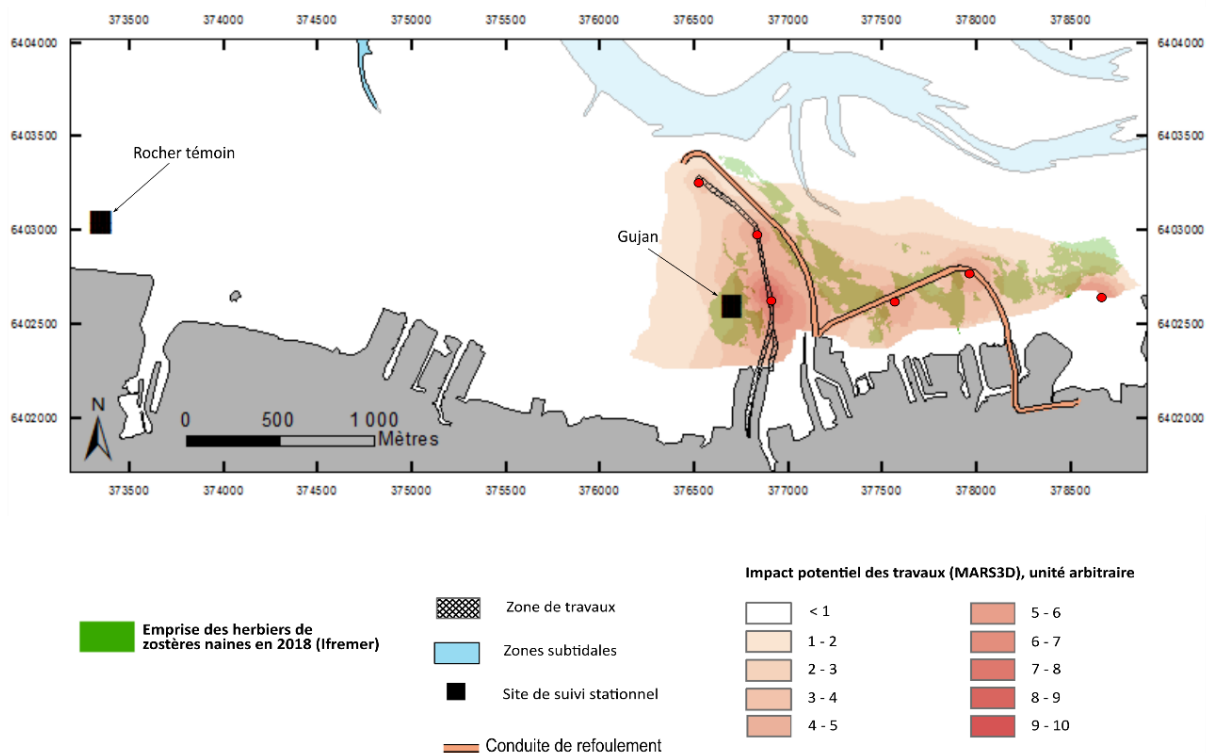 373500 374000 374500 375000 375500 376000 376500 377000 377500 378000 378500
6404000 6404000
6403500 6403500
Rocher témoin
Gujan
6403000 6403000
6402500 6402500
6402000 6402000
N
0 500 1 000
Mètres
373500 374000 374500 375000 375500 376000 376500 377000 377500 378000 378500
Impact potentiel des travaux (MARS3D), unité arbitraire
Emprise des herbiers de
zostères naines en 2018 (Ifremer)
Zone de travaux
Zones subtidales
Site de suivi stationnel
Conduite de refoulement
< 1
1 - 2
2 - 3
3 - 4
4 - 5
5 - 6
6 - 7
7 - 8
8 - 9
9 - 10